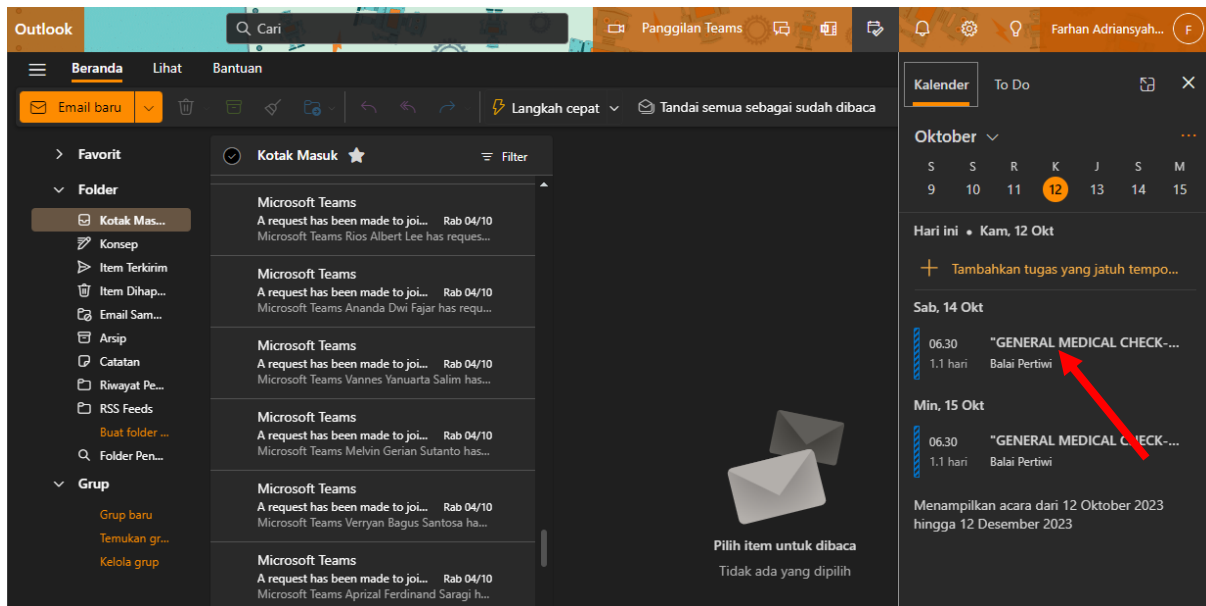 Outlook
Cari
Panggilan Teams
Farhan Adriansyah...
F
Beranda Lihat Bantuan
Email baru
Langkah cepat
Tandai semua sebagai sudah dibaca
Favorit
Folder
Kotak Mas...
Konsep
Item Terkirim
Item Dihap...
Email Sam...
Arsip
Catatan
Riwayat Pe...
RSS Feeds
Buat folder ...
Folder Pen...
Grup
Grup baru
Temukan gr...
Kelola grup
Kotak Masuk
Filter
Microsoft Teams
A request has been made to joi... Rab 04/10
Microsoft Teams Rios Albert Lee has reques...
Microsoft Teams
A request has been made to joi... Rab 04/10
Microsoft Teams Ananda Dwi Fajar has requ...
Microsoft Teams
A request has been made to joi... Rab 04/10
Microsoft Teams Vannes Yanuarta Salim has...
Microsoft Teams
A request has been made to joi... Rab 04/10
Microsoft Teams Melvin Gerian Sutanto has...
Microsoft Teams
A request has been made to joi... Rab 04/10
Microsoft Teams Verryan Bagus Santosa ha...
Microsoft Teams
A request has been made to joi... Rab 04/10
Microsoft Teams Aprizal Ferdinand Saragi h...
Pilih item untuk dibaca
Tidak ada yang dipilih
Kalender To Do
Oktober
S S R K J S M
9 10 11 12 13 14 15
Hari ini • Kam, 12 Okt
Tambahkan tugas yang jatuh tempo...
Sab, 14 Okt
06.30 "GENERAL MEDICAL CHECK-...
1.1 hari Balai Pertiwi
Min, 15 Okt
06.30 "GENERAL MEDICAL CHECK-...
1.1 hari Balai Pertiwi
Menampilkan acara dari 12 Oktober 2023
hingga 12 Desember 2023